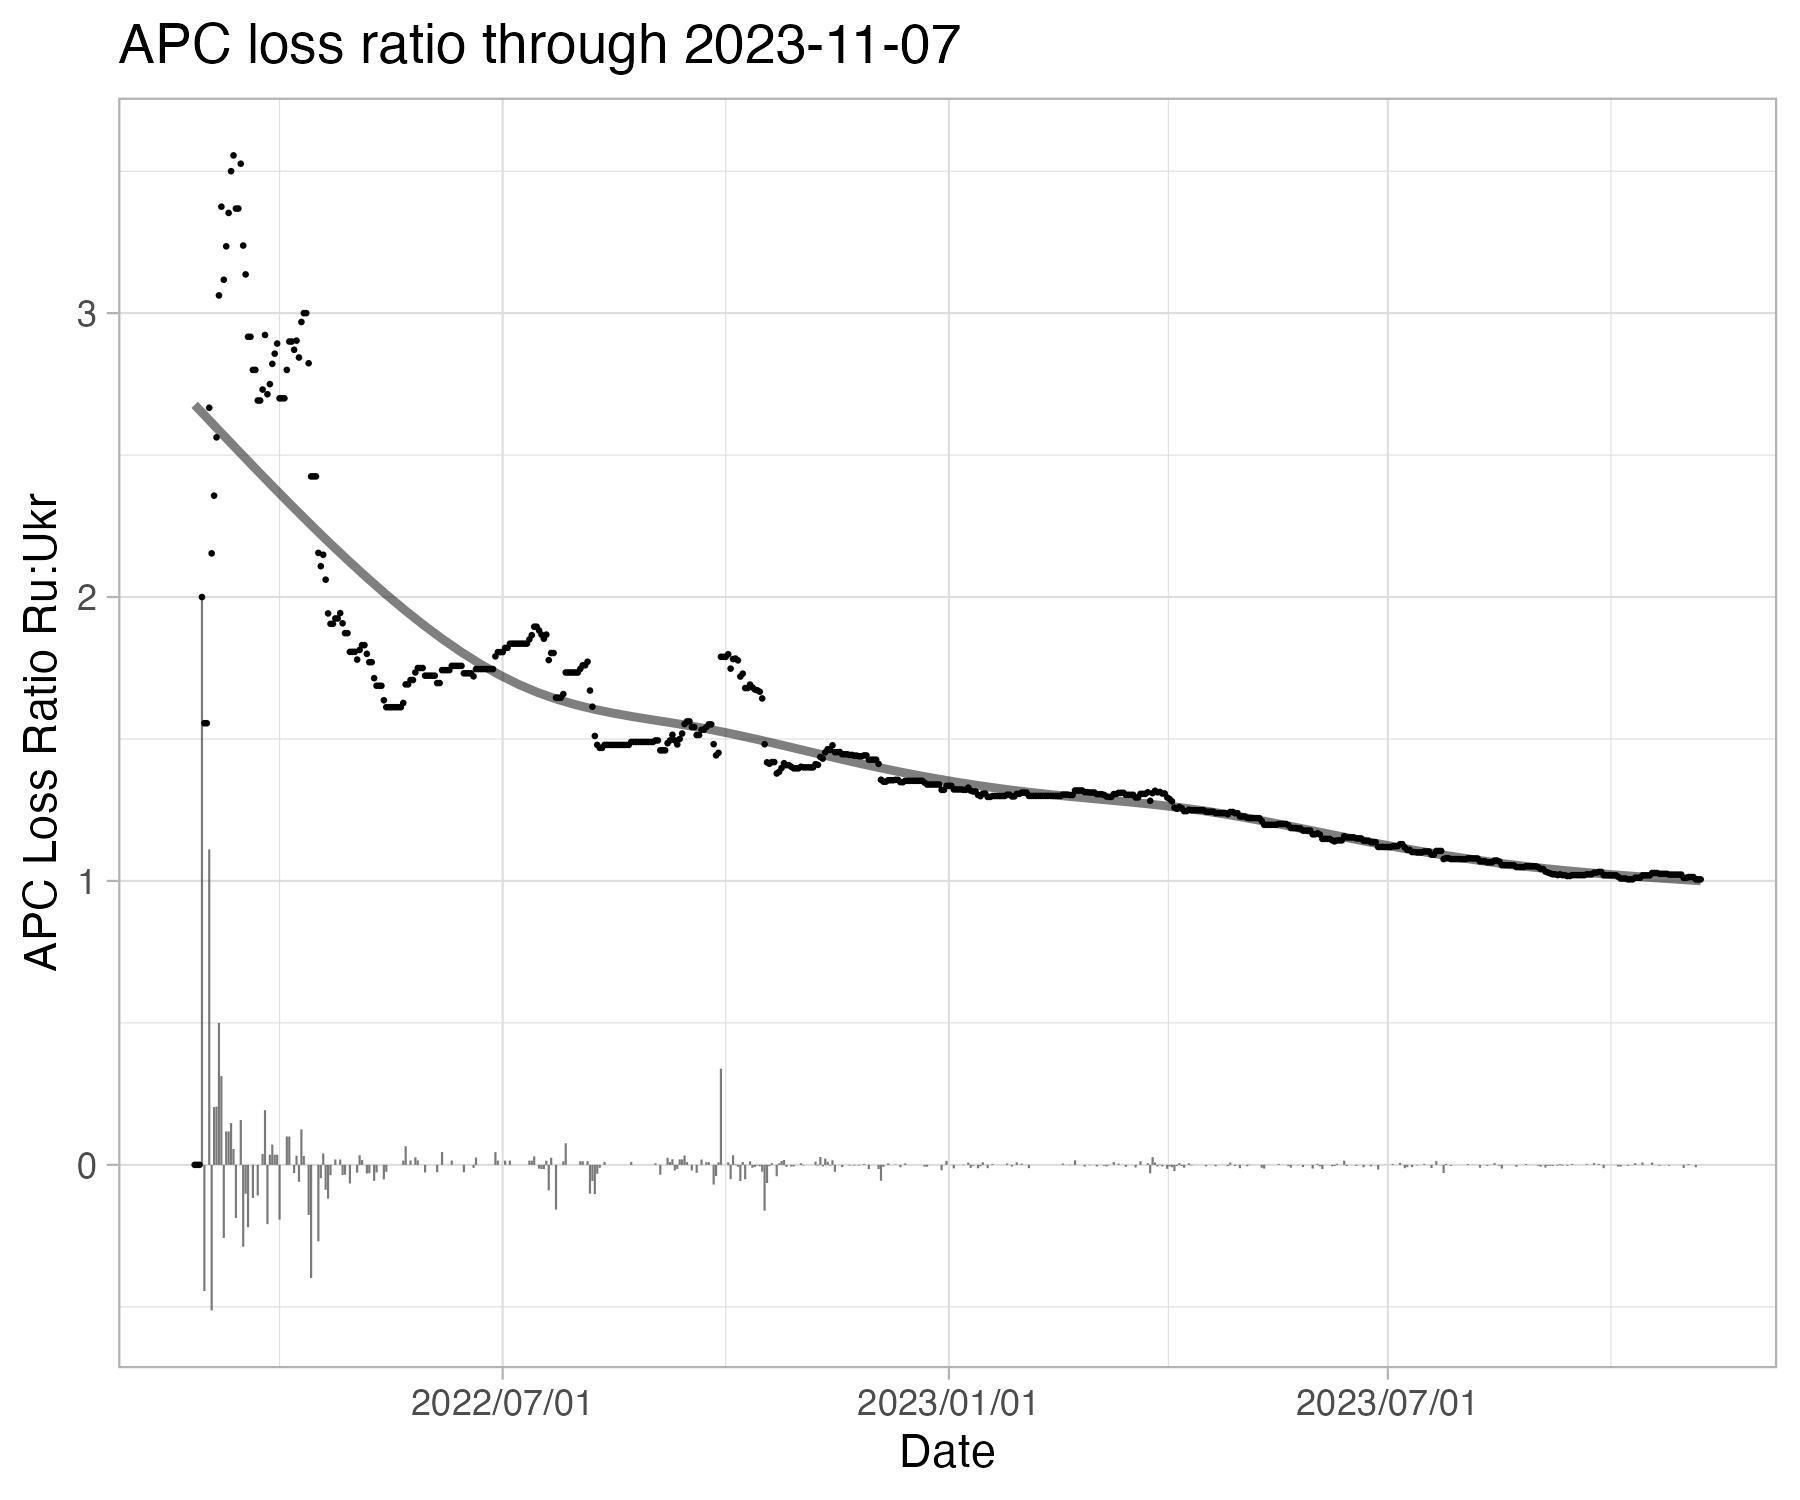 APC loss ratio through 2023-11-07
APC Loss Ratio Ru:Ukr
3
2
1
0
2022/07/01
2023/01/01
2023/07/01
Date